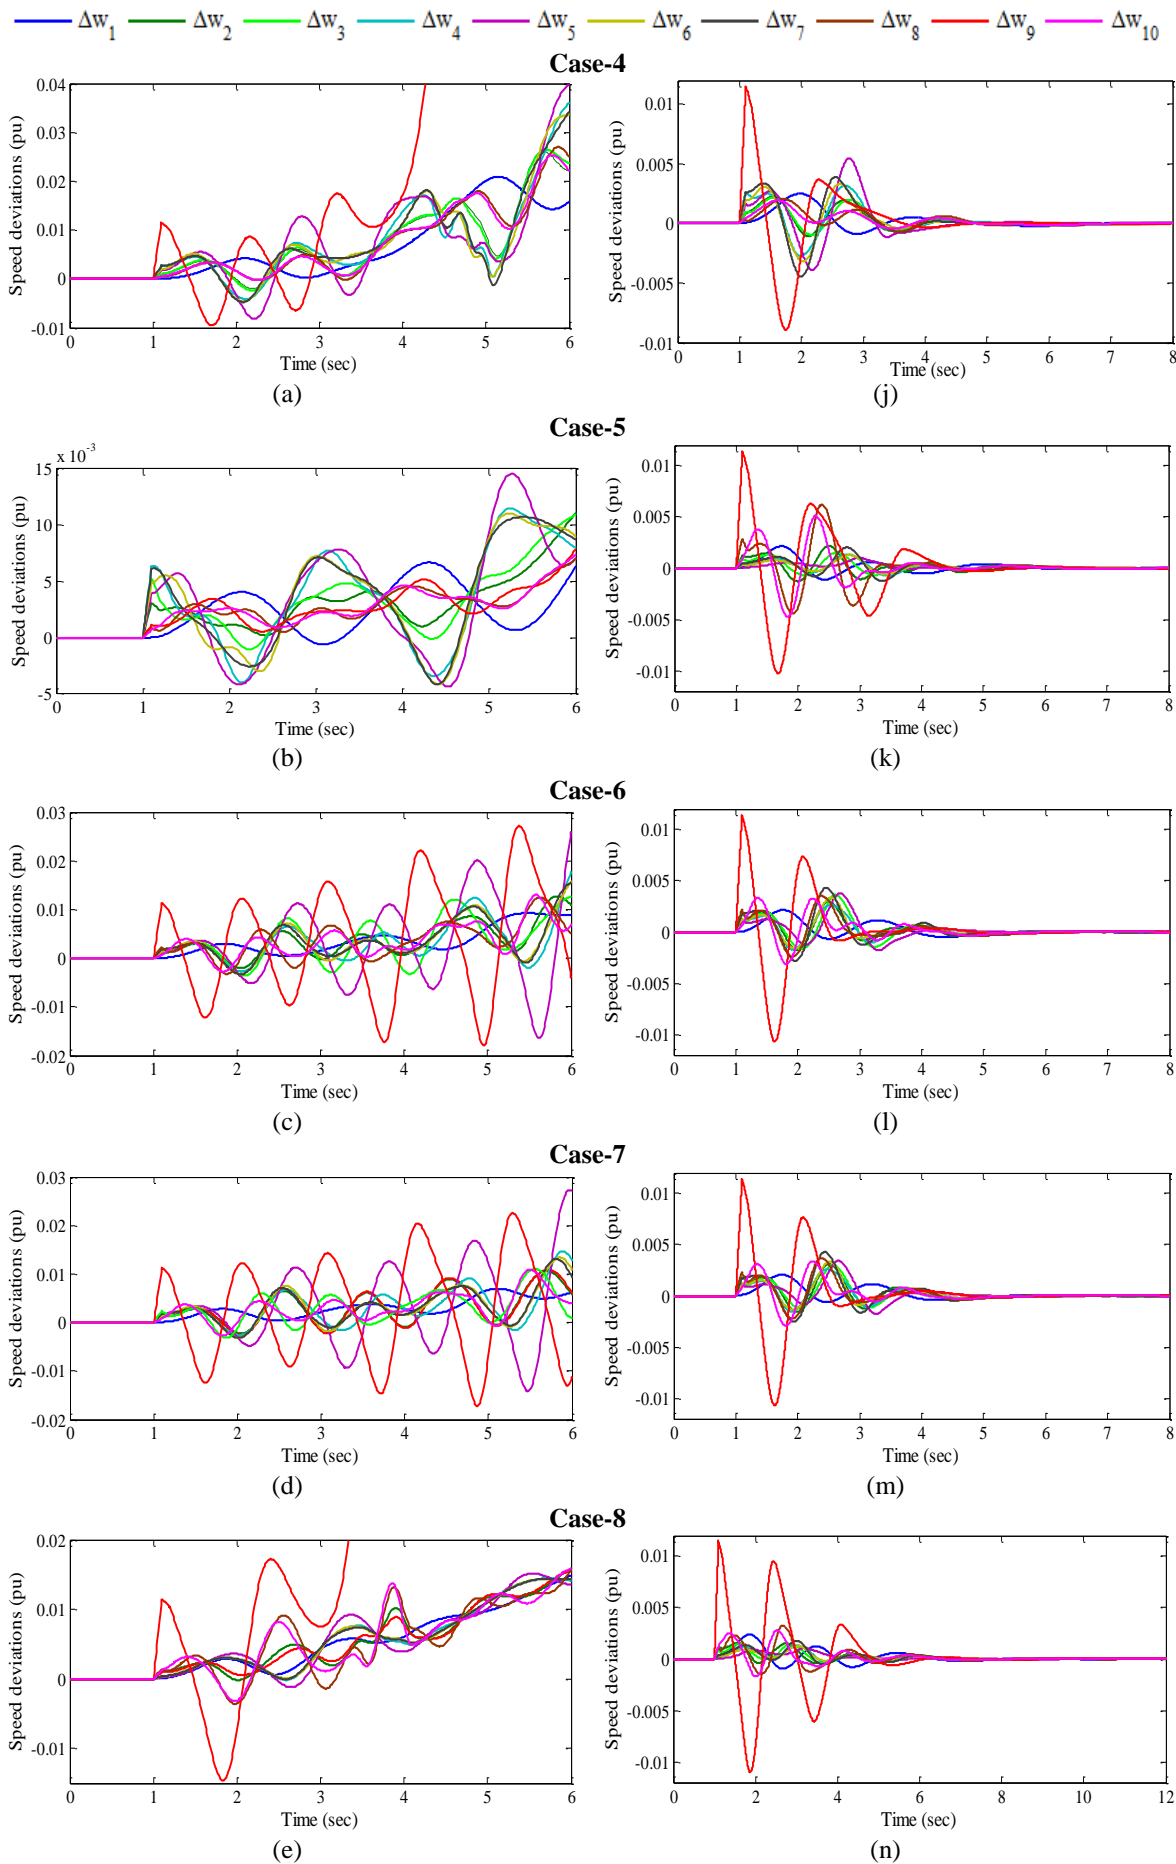 Δw1 Δw2 Δw3 Δw4 Δw5 Δw6 Δw7 Δw8 Δw9 Δw10
Case-4
0.04
0.03
0.02
0.01
0
-0.01
Speed deviations (pu)
0 1 2 3 4 5 6
Time (sec)
(a)
0.01
0.005
0
-0.005
-0.01
Speed deviations (pu)
0 1 2 3 4 5 6 7 8
Time (sec)
(j)
Case-5
x 10-3
15
10
5
0
-5
Speed deviations (pu)
0 1 2 3 4 5 6
Time (sec)
(b)
0.01
0.005
0
-0.005
-0.01
Speed deviations (pu)
0 1 2 3 4 5 6 7 8
Time (sec)
(k)
Case-6
0.03
0.02
0.01
0
-0.01
-0.02
Speed deviations (pu)
0 1 2 3 4 5 6
Time (sec)
(c)
0.01
0.005
0
-0.005
-0.01
Speed deviations (pu)
0 1 2 3 4 5 6 7 8
Time (sec)
(l)
Case-7
0.03
0.02
0.01
0
-0.01
-0.02
Speed deviations (pu)
0 1 2 3 4 5 6
Time (sec)
(d)
0.01
0.005
0
-0.005
-0.01
Speed deviations (pu)
0 1 2 3 4 5 6 7 8
Time (sec)
(m)
Case-8
0.02
0.01
0
-0.01
Speed deviations (pu)
0 1 2 3 4 5 6
Time (sec)
(e)
0.01
0.005
0
-0.005
-0.01
Speed deviations (pu)
0 2 4 6 8 10 12
Time (sec)
(n)